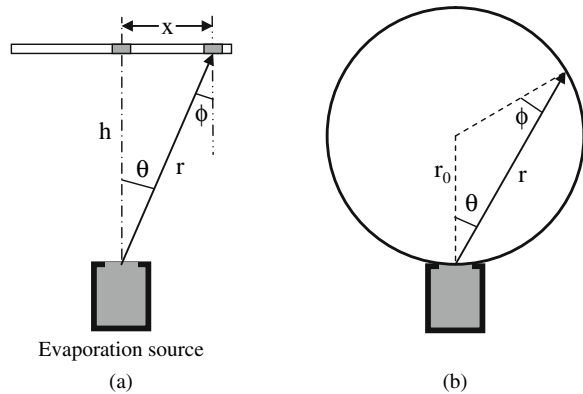 x
h
ϕ
θ
r
Evaporation source
(a)
ϕ
r₀
r
θ
(b)